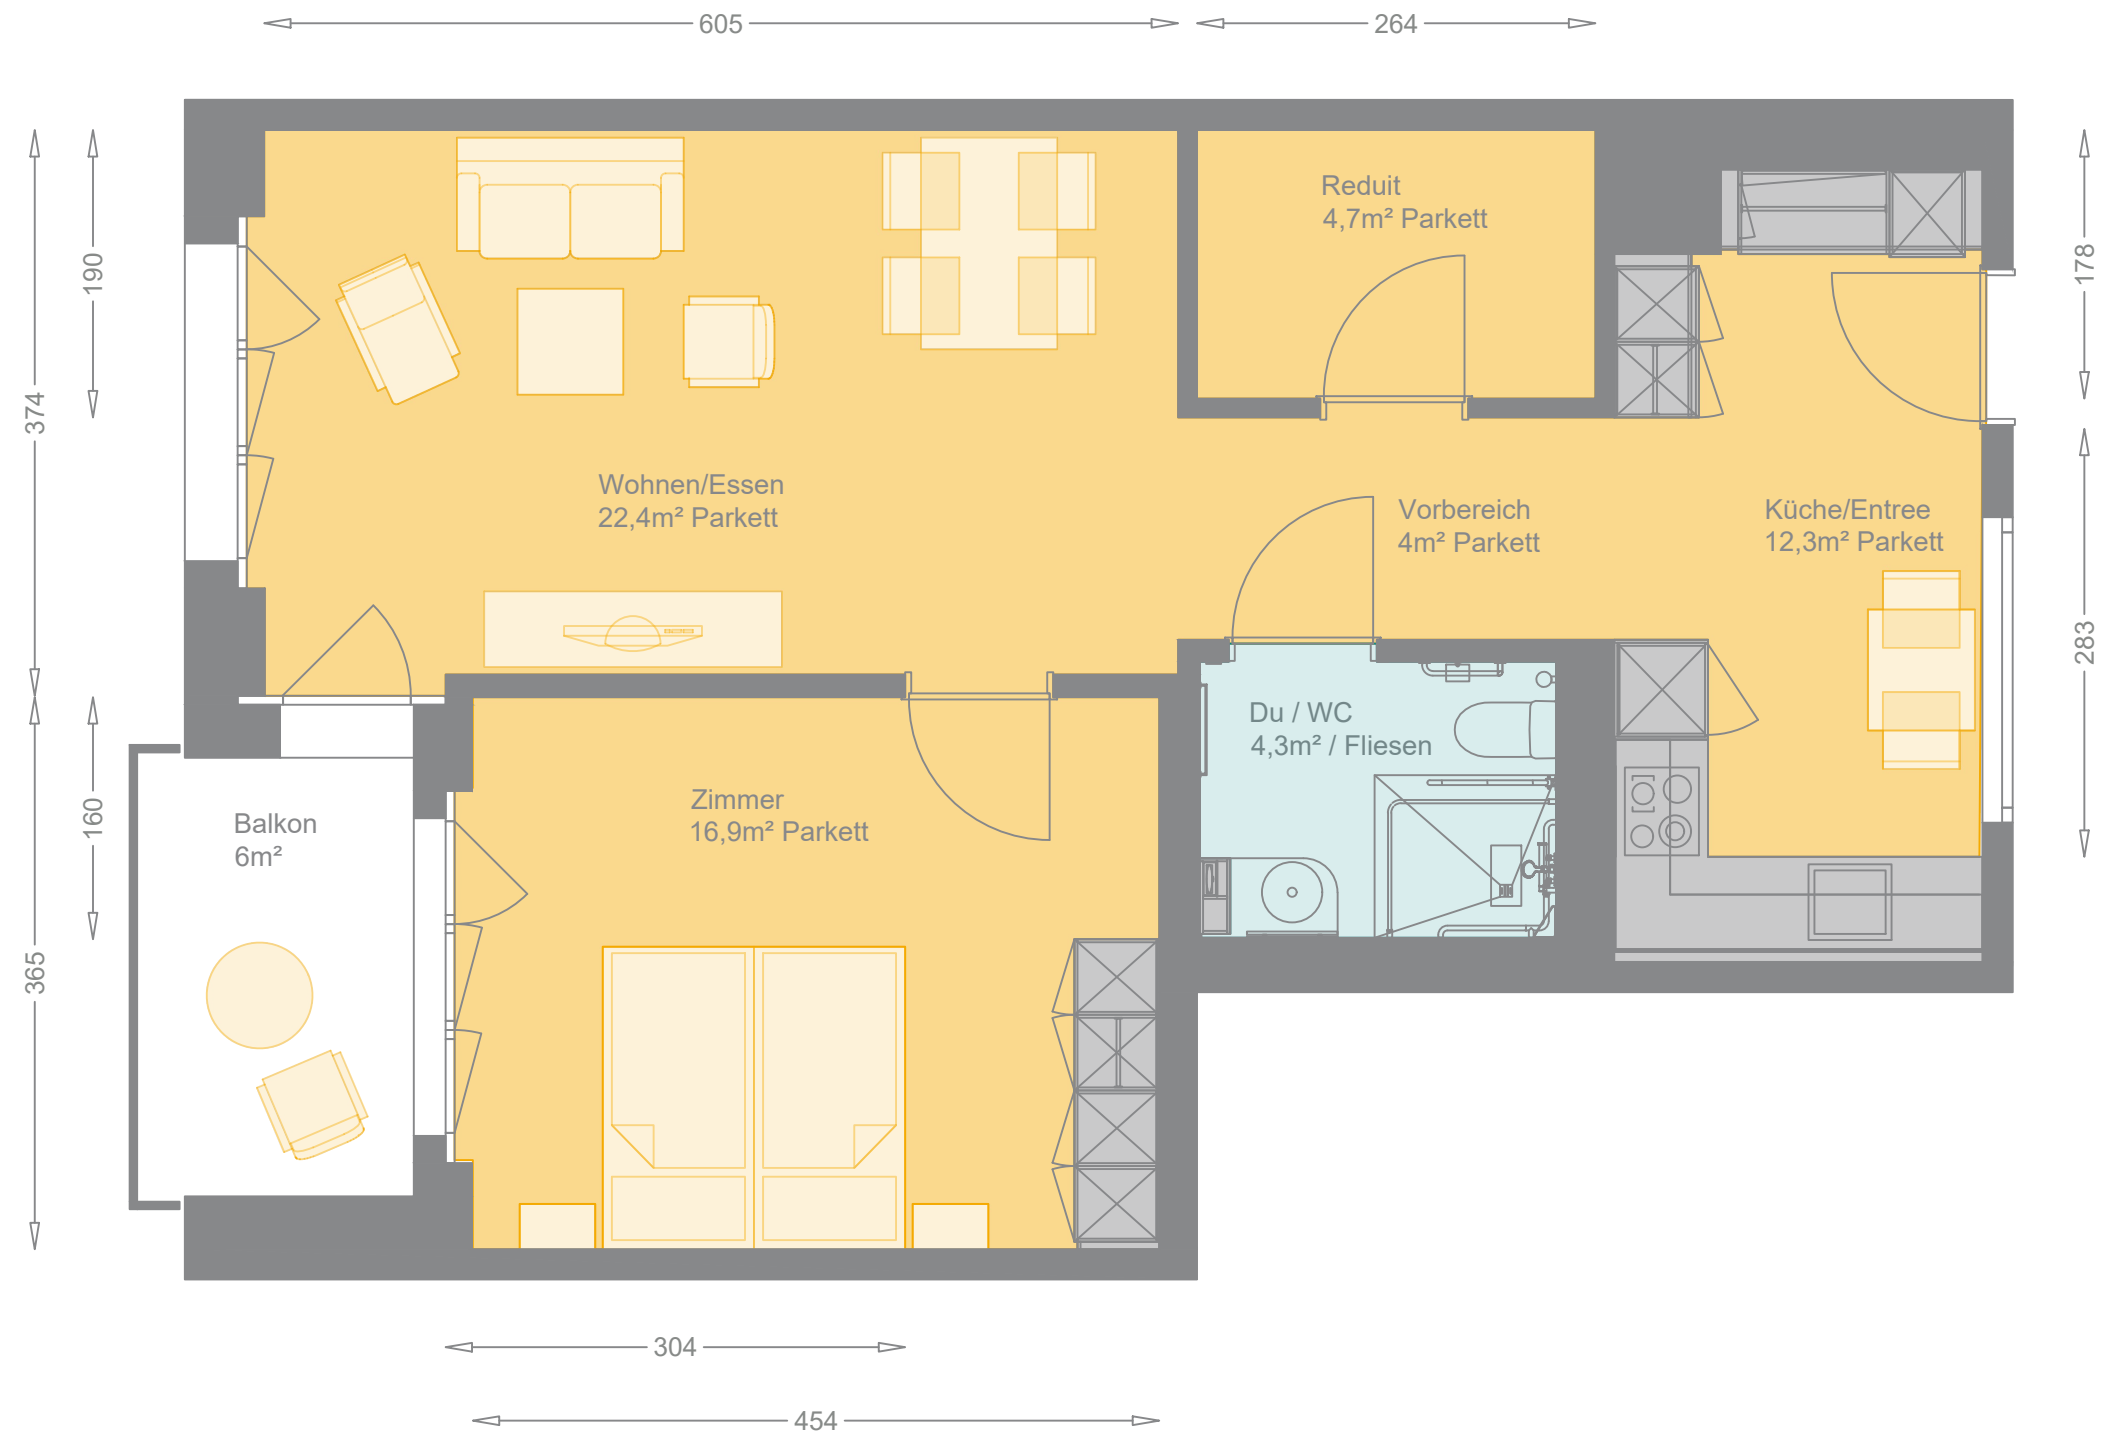 605
264
Reduit
4,7m² Parkett
190
178
374
Wohnen/Essen
22,4m² Parkett
Vorbereich
4m² Parkett
Küche/Entree
12,3m² Parkett
283
Du / WC
4,3m² / Fliesen
Zimmer
16,9m² Parkett
160
Balkon
6m²
365
304
454